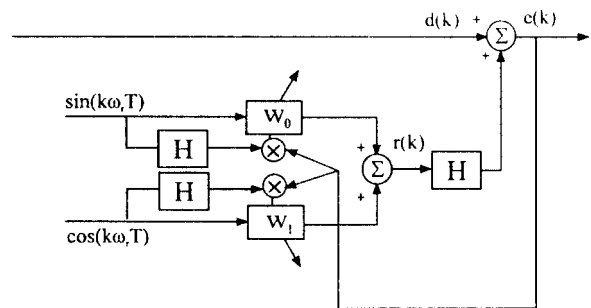 d(k) + e(k)
Σ
+
sin(kωᵣT)
W₀
H
+
r(k)
Σ
H
H
+
W₁
cos(kωᵣT)